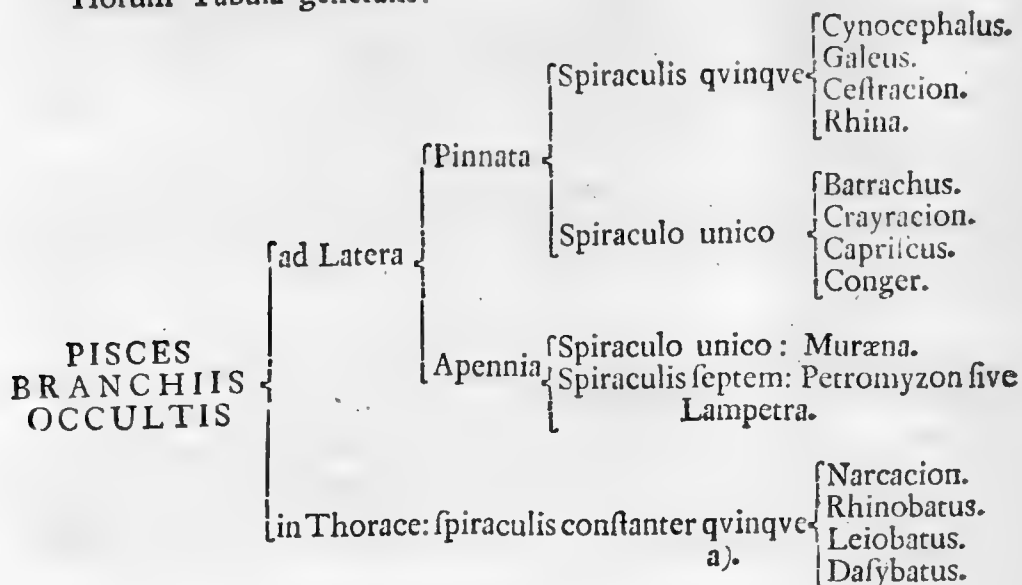 Horum Tabula generalis:
PISCES
BRANCHIIS
OCCULTIS
ad Latera
Pinnata
Spiraculis qvinqve
Cynocephalus.
Galeus.
Ceſtracion.
Rhina.
Spiraculo unico
Batrachus.
Crayracion.
Capriſcus.
Conger.
Apennia
Spiraculo unico: Muræna.
Spiraculis ſeptem: Petromyzon ſive
Lampetra.
in Thorace: ſpiraculis conſtanter qvinqve
a).
Narcacion.
Rhinobatus.
Leiobatus.
Daſybatus.